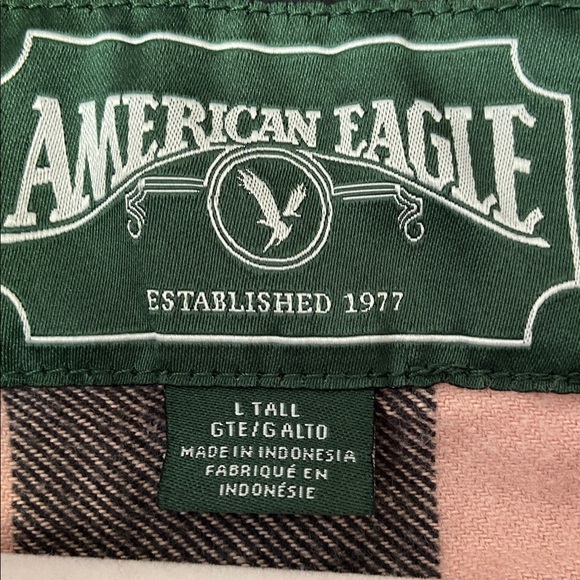 AMERICAN EAGLE
ESTABLISHED 1977
L TALL
GTE/G ALTO
MADE IN INDONESIA
FABRIQUÉ EN
INDONÉSIE